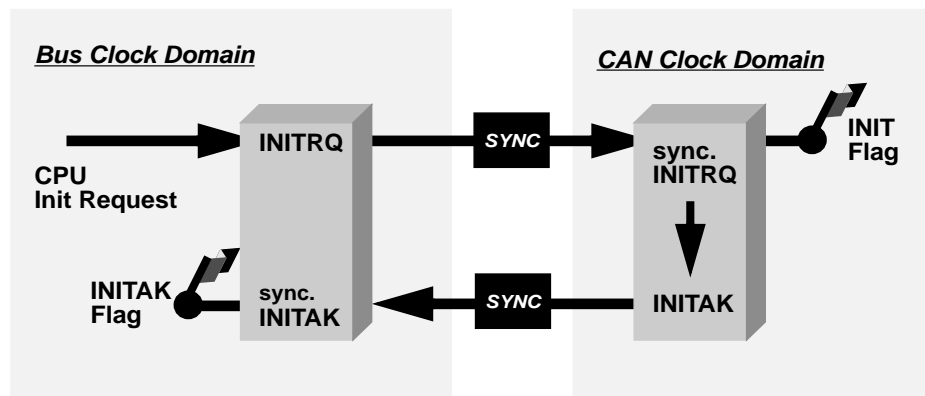 Bus Clock Domain
CAN Clock Domain
CPU
Init Request
INITRQ
SYNC
sync.
INITRQ
INIT
Flag
INITAK
Flag
sync.
INITAK
SYNC
INITAK